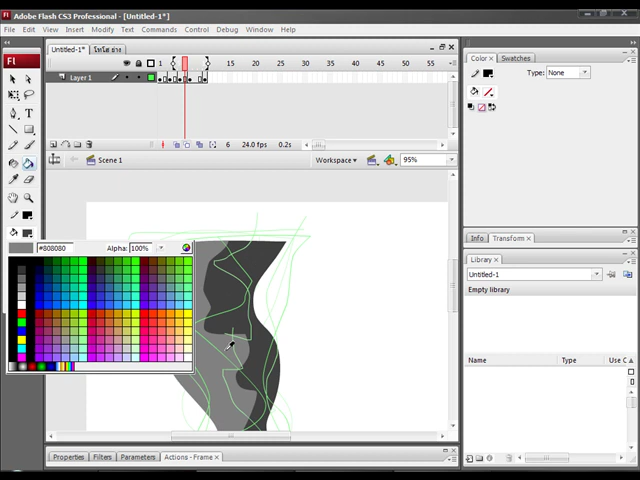 Adobe Flash CS3 Professional - [Untitled-1*]
File Edit View Insert Modify Text Commands Control Debug Window Help
Untitled-1*
1 5 10 15 20 25 30 35 40 45 50 55 60
Layer 1
6 24.0 fps 0.2s
Scene 1
Workspace
95%
Fl
#808080 Alpha: 100%
Color Swatches
Type: None
Info Transform
Library
Untitled-1
Empty library
Name Type Use C
Properties Filters Parameters Actions - Frame